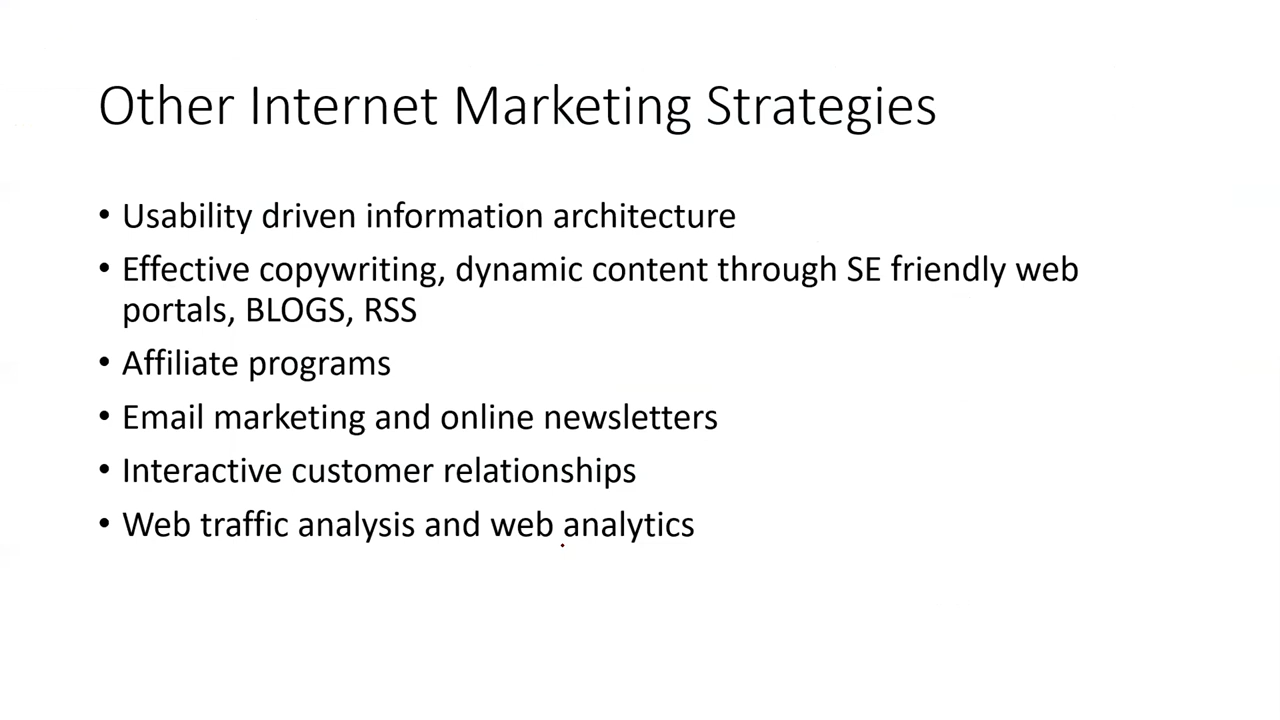 Other Internet Marketing Strategies
• Usability driven information architecture
• Effective copywriting, dynamic content through SE friendly web
portals, BLOGS, RSS
• Affiliate programs
• Email marketing and online newsletters
• Interactive customer relationships
• Web traffic analysis and web analytics